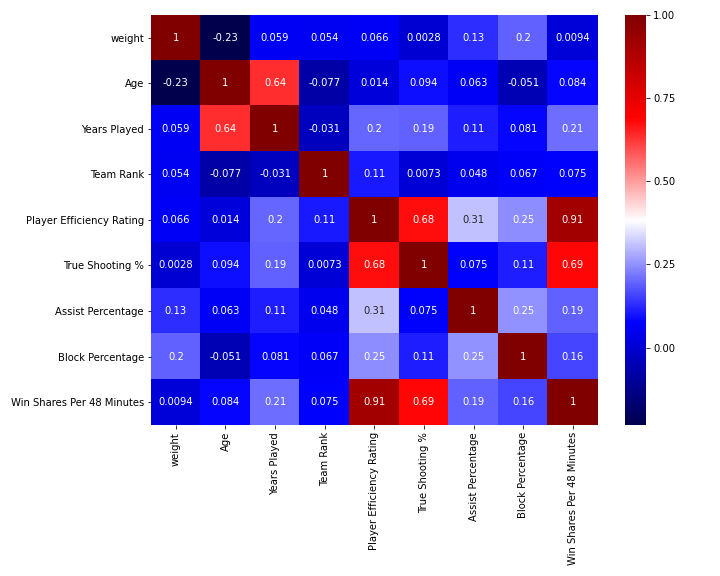 weight 1 -0.23 0.059 0.054 0.066 0.0028 0.13 0.2 0.0094
Age -0.23 1 0.64 -0.077 0.014 0.094 0.063 -0.051 0.084
Years Played 0.059 0.64 1 -0.031 0.2 0.19 0.11 0.081 0.21
Team Rank 0.054 -0.077 -0.031 1 0.11 0.0073 0.048 0.067 0.075
Player Efficiency Rating 0.066 0.014 0.2 0.11 1 0.68 0.31 0.25 0.91
True Shooting % 0.0028 0.094 0.19 0.0073 0.68 1 0.075 0.11 0.69
Assist Percentage 0.13 0.063 0.11 0.048 0.31 0.075 1 0.25 0.19
Block Percentage 0.2 -0.051 0.081 0.067 0.25 0.11 0.25 1 0.16
Win Shares Per 48 Minutes 0.0094 0.084 0.21 0.075 0.91 0.69 0.19 0.16 1
weight
Age
Years Played
Team Rank
Player Efficiency Rating
True Shooting %
Assist Percentage
Block Percentage
Win Shares Per 48 Minutes
1.00
0.75
0.50
0.25
0.00